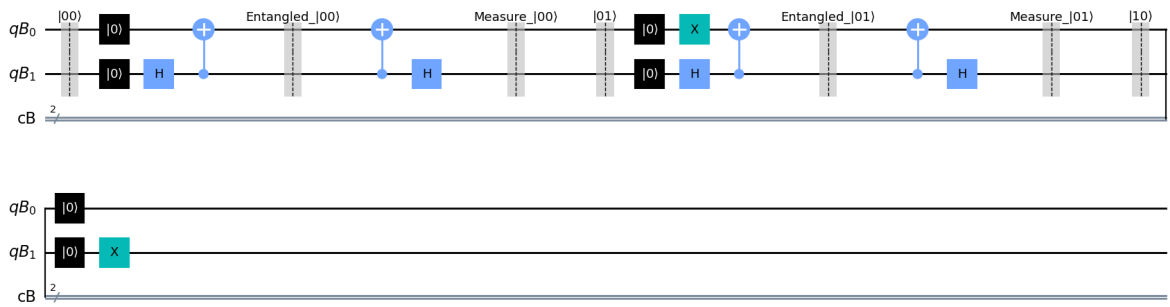 |00⟩ Entangled_|00⟩ Measure_|00⟩ |01⟩ Entangled_|01⟩ Measure_|01⟩ |10⟩
qB₀ |0⟩ |0⟩ X
qB₁ |0⟩ H H |0⟩ H H
cB 2
qB₀ |0⟩
qB₁ |0⟩ X
cB 2